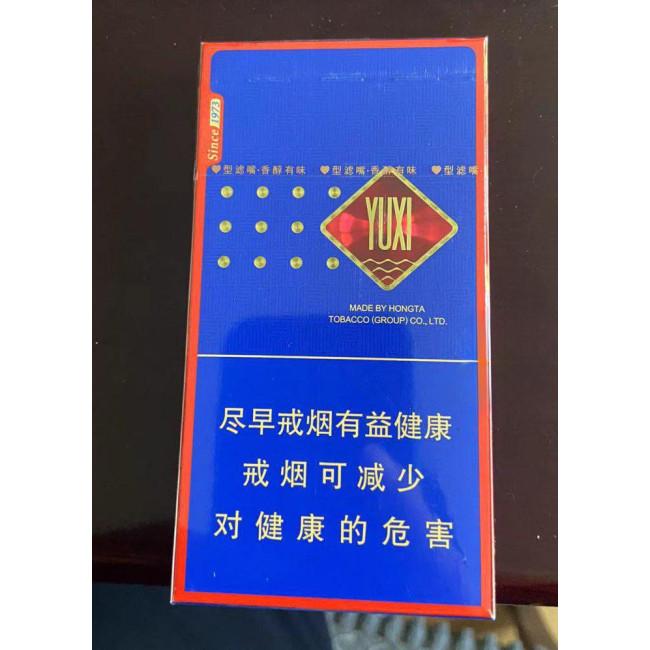 Since 1973
型滤嘴·香醇有味 型滤嘴·香醇有味 型滤嘴·
YUXI
MADE BY HONGTA
TOBACCO (GROUP) CO., LTD.
尽早戒烟有益健康
戒烟可减少
对健康的危害